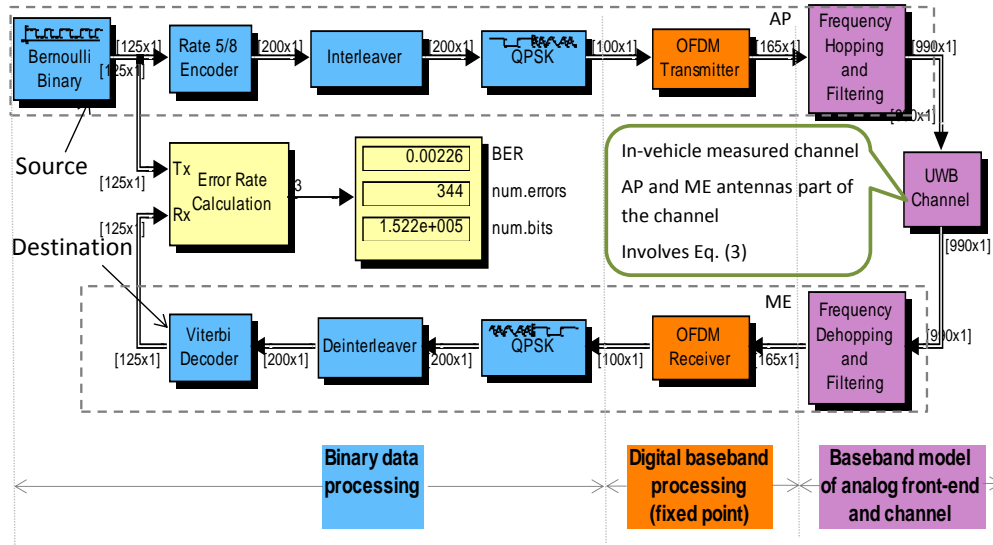 AP
Bernoulli
Binary
[125x1]
[125x1]
Rate 5/8
Encoder
[200x1]
Interleaver
[200x1]
QPSK
[100x1]
OFDM
Transmitter
[165x1]
Frequency
Hopping
and
Filtering
[990x1]
[990x1]
Source
[125x1]
Tx
Rx
Error Rate
Calculation
3
0.00226
BER
344
num.errors
1.522e+005
num.bits
In-vehicle measured channel
AP and ME antennas part of
the channel
Involves Eq. (3)
UWB
Channel
[990x1]
[125x1]
Destination
ME
Viterbi
Decoder
[125x1]
[200x1]
Deinterleaver
[200x1]
QPSK
[100x1]
OFDM
Receiver
[165x1]
Frequency
Dehopping
and
Filtering
[990x1]
Binary data
processing
Digital baseband
processing
(fixed point)
Baseband model
of analog front-end
and channel